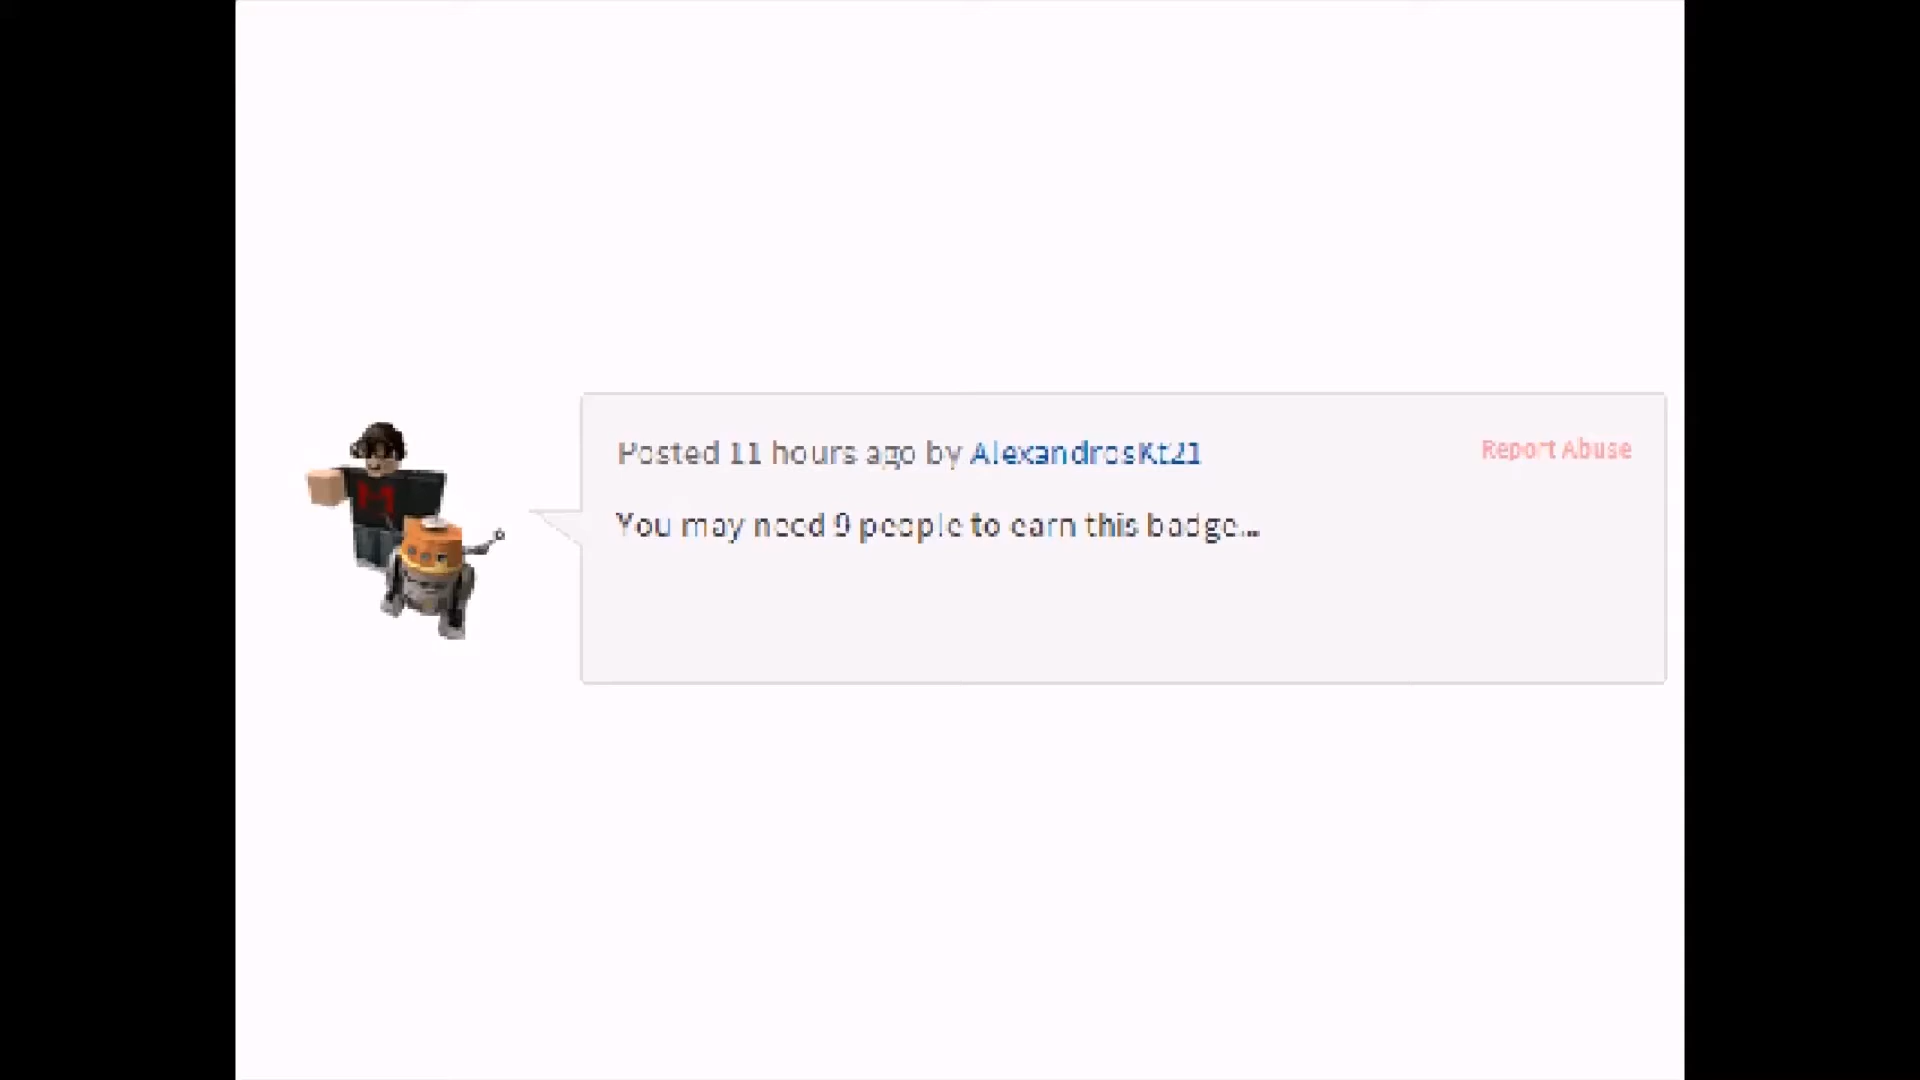 Posted 11 hours ago by AlexandrosKt21
Report Abuse
You may need 9 people to earn this badge...